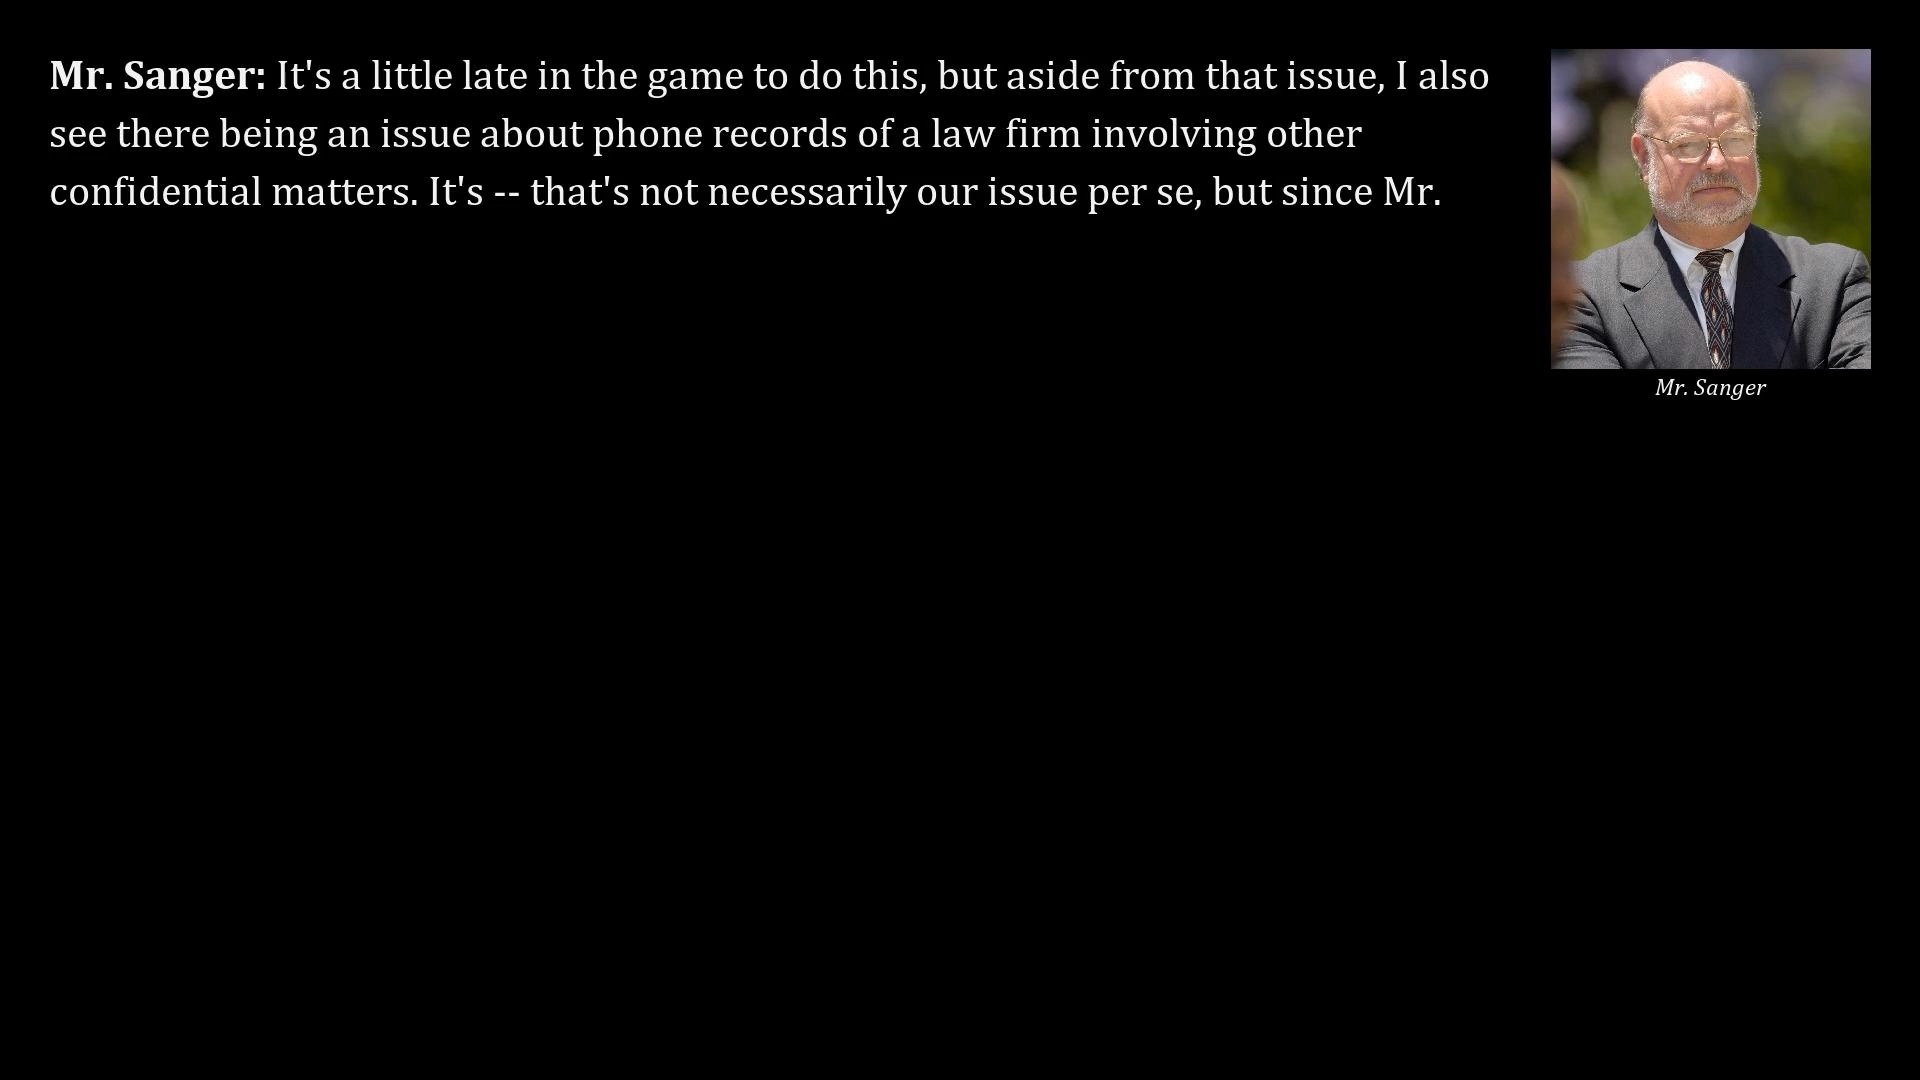 Mr. Sanger: It's a little late in the game to do this, but aside from that issue, I also
see there being an issue about phone records of a law firm involving other
confidential matters. It's -- that's not necessarily our issue per se, but since Mr.
Mr. Sanger